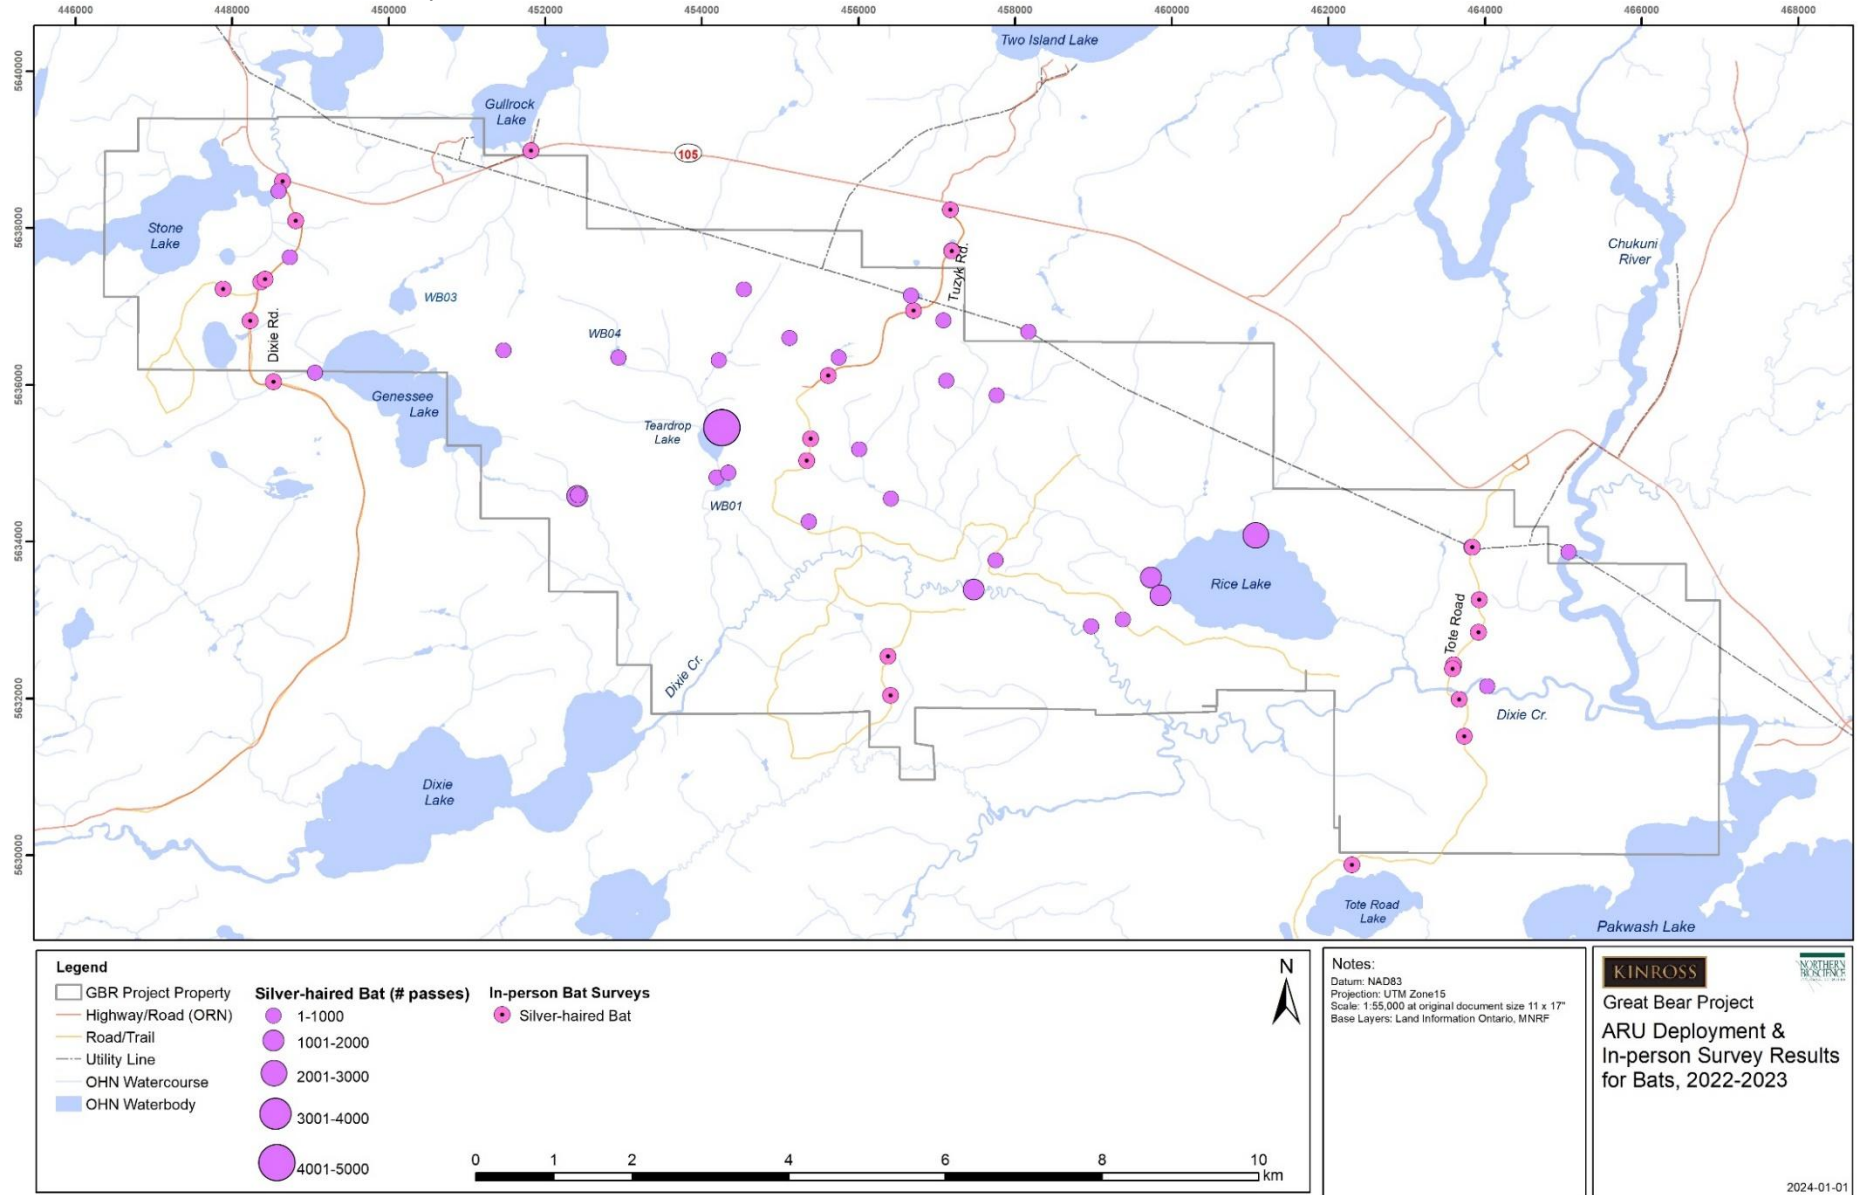 446000 448000 450000 452000 454000 456000 458000 460000 462000 464000 466000 468000
5640000
5638000
5636000
5634000
5632000
5630000
Two Island Lake
Gullrock
Lake
105
Stone
Lake
Chukuni
River
Tuzyk Rd.
WB03
WB04
Dixie Rd.
Genessee
Lake
Teardrop
Lake
WB01
Rice Lake
Tote Road
Dixie Cr.
Dixie Cr.
Dixie
Lake
Tote Road
Lake
Pakwash Lake
Legend
GBR Project Property
Highway/Road (ORN)
Road/Trail
Utility Line
OHN Watercourse
OHN Waterbody
Silver-haired Bat (# passes)
1-1000
1001-2000
2001-3000
3001-4000
4001-5000
In-person Bat Surveys
Silver-haired Bat
0 1 2 4 6 8 10
km
N
Notes:
Datum: NAD83
Projection: UTM Zone15
Scale: 1:55,000 at original document size 11 x 17"
Base Layers: Land Information Ontario, MNRF
KINROSS
NORTHERN
BIOSCIENCE
Great Bear Project
ARU Deployment &
In-person Survey Results
for Bats, 2022-2023
2024-01-01